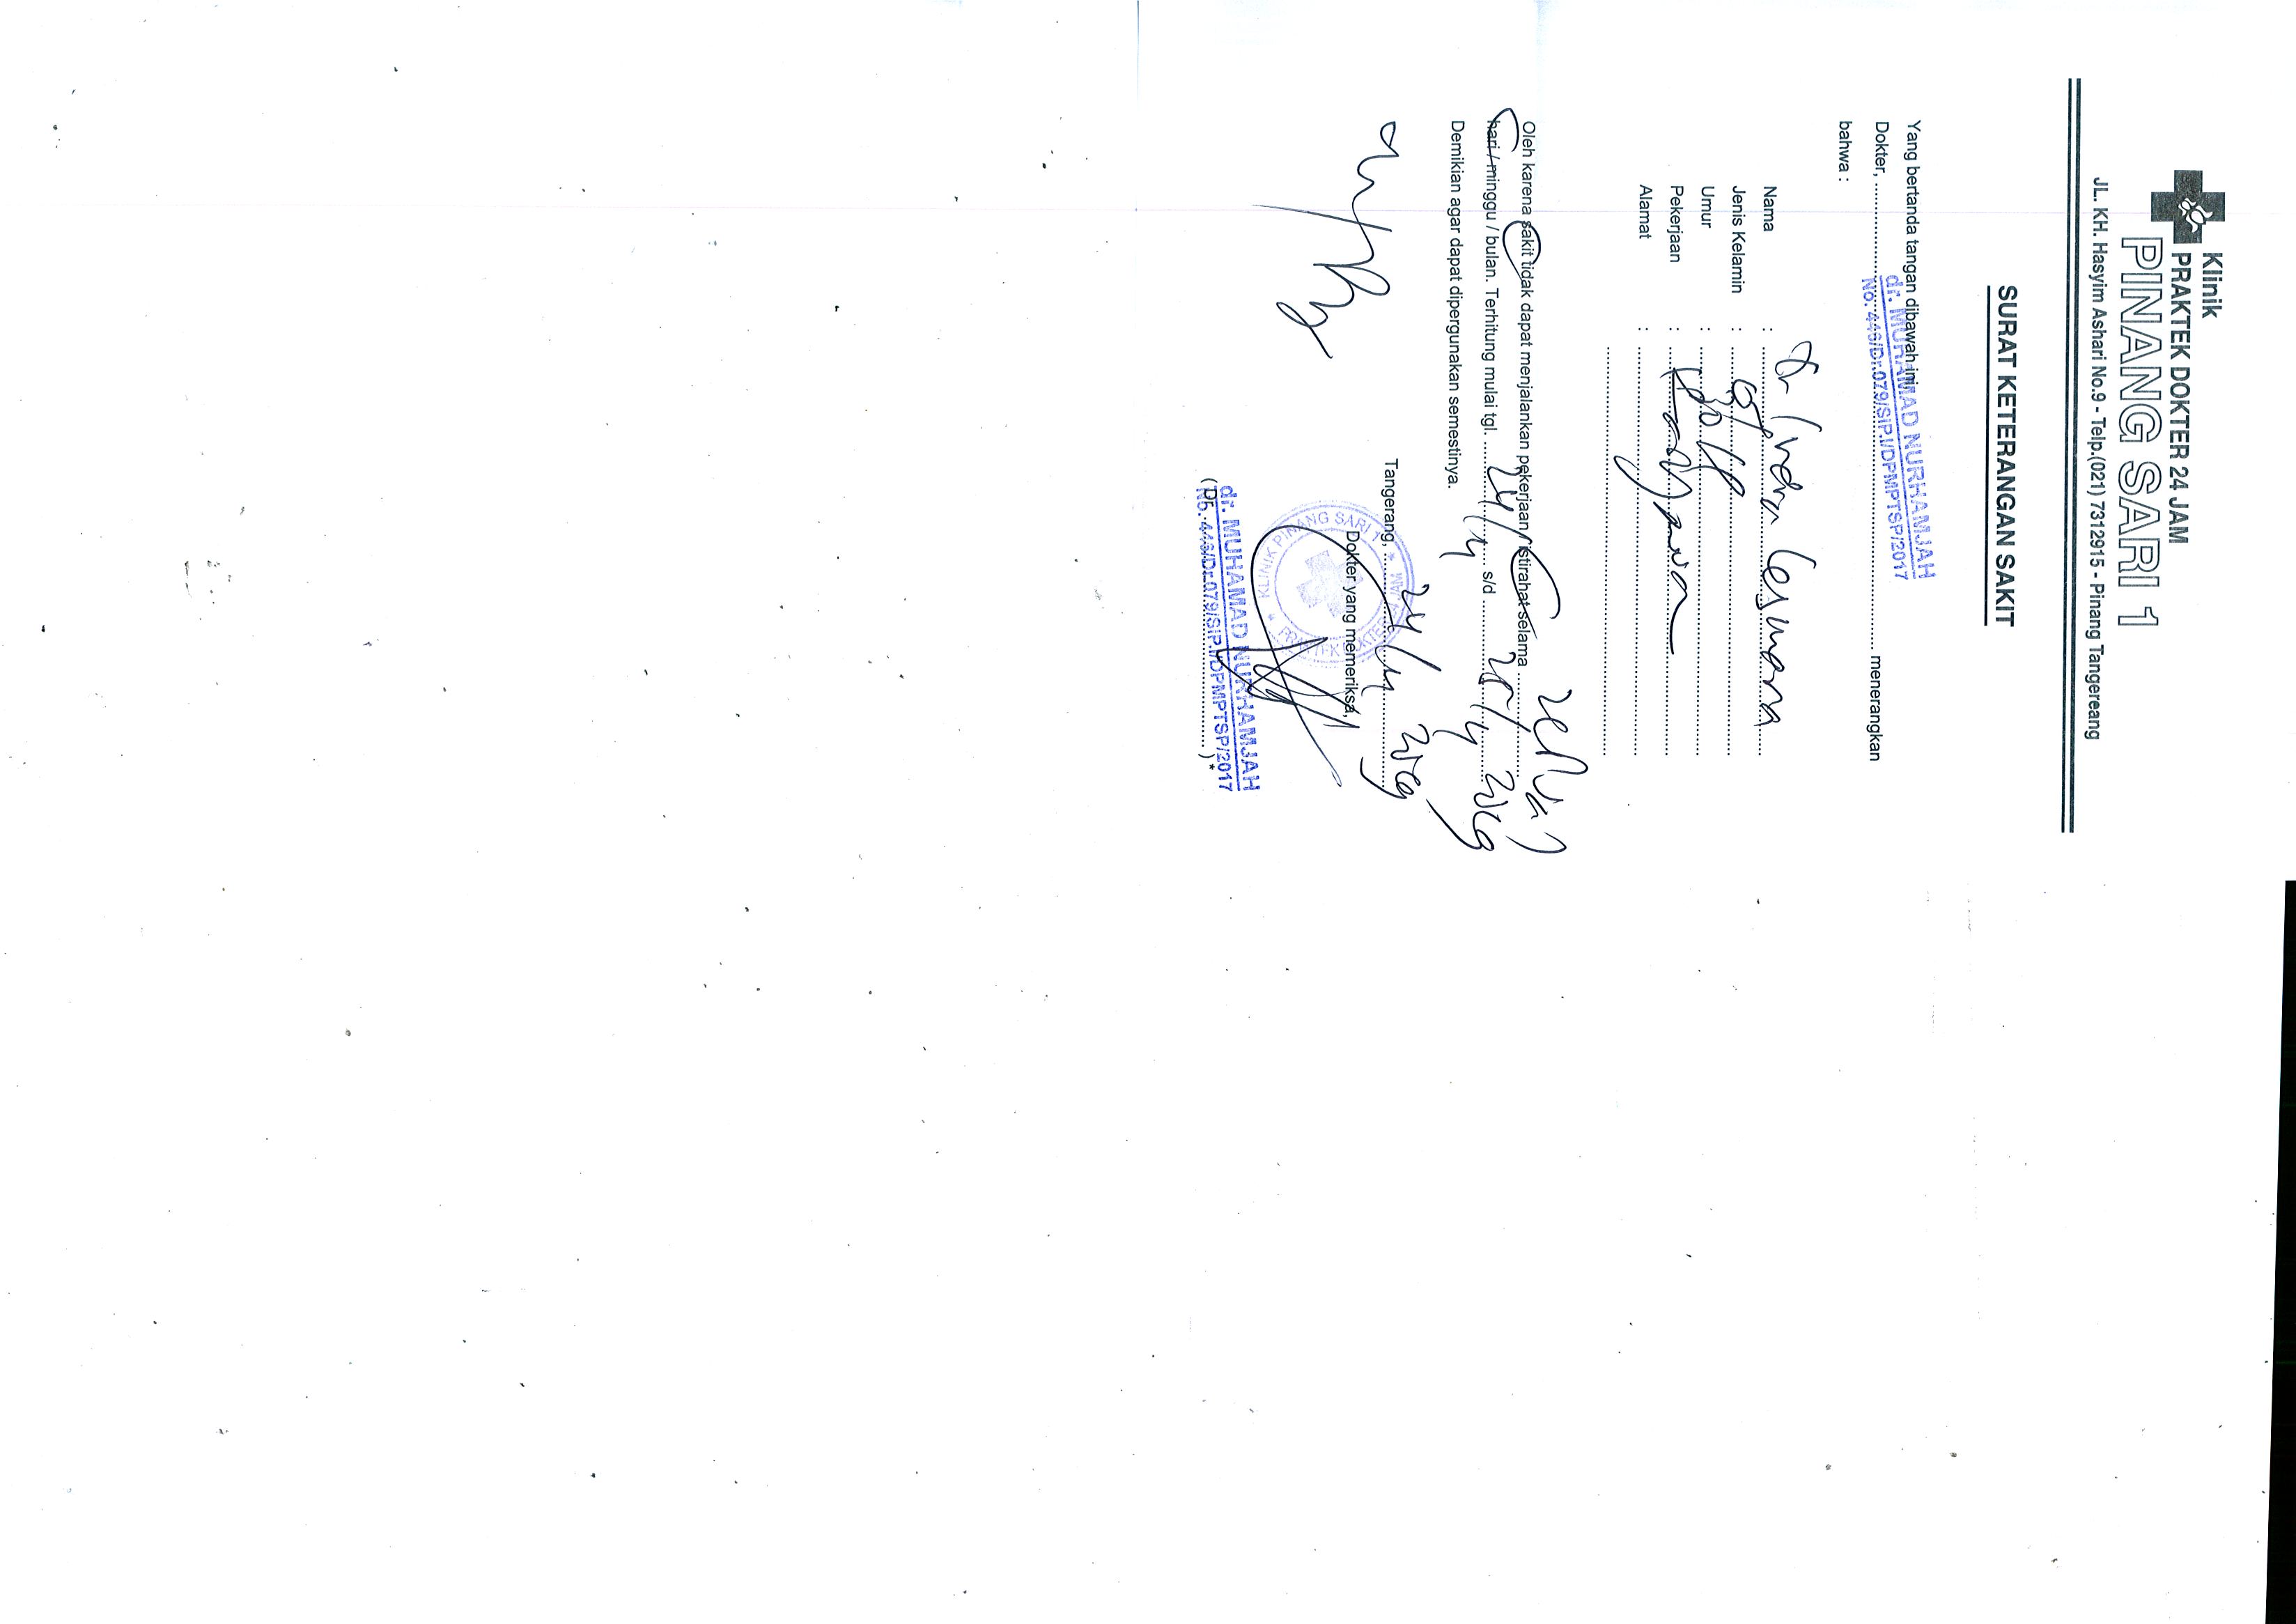 Klinik
PRAKTEK DOKTER 24 JAM
PINANG SARI 1
JL. KH. Hasyim Ashari No.9 - Telp.(021) 7312915 - Pinang Tangereang
SURAT KETERANGAN SAKIT
Yang bertanda tangan dibawah ini,
dr. MUHAMAD NURHAMJAH
No. 446/Dr.079/SIP.I/DPMPTSP/2017
Dokter, menerangkan
bahwa :
Nama : Indra Lesmana
Jenis Kelamin :
Umur : 30
Pekerjaan : Karyawan
Alamat :
Oleh karena sakit tidak dapat menjalankan pekerjaan / istirahat selama
hari / minggu / bulan. Terhitung mulai tgl. 24/4 s/d 25/4 2019
Demikian agar dapat dipergunakan semestinya.
Tangerang, 24/4 2019
Dokter yang memeriksa,
KLINIK PINANG SARI 1 * PRAKTEK DOKTER 24 JAM *
dr. MUHAMAD NURHAMJAH
No. 446/Dr.079/SIP.I/DPMPTSP/2017
( Dr. ) *